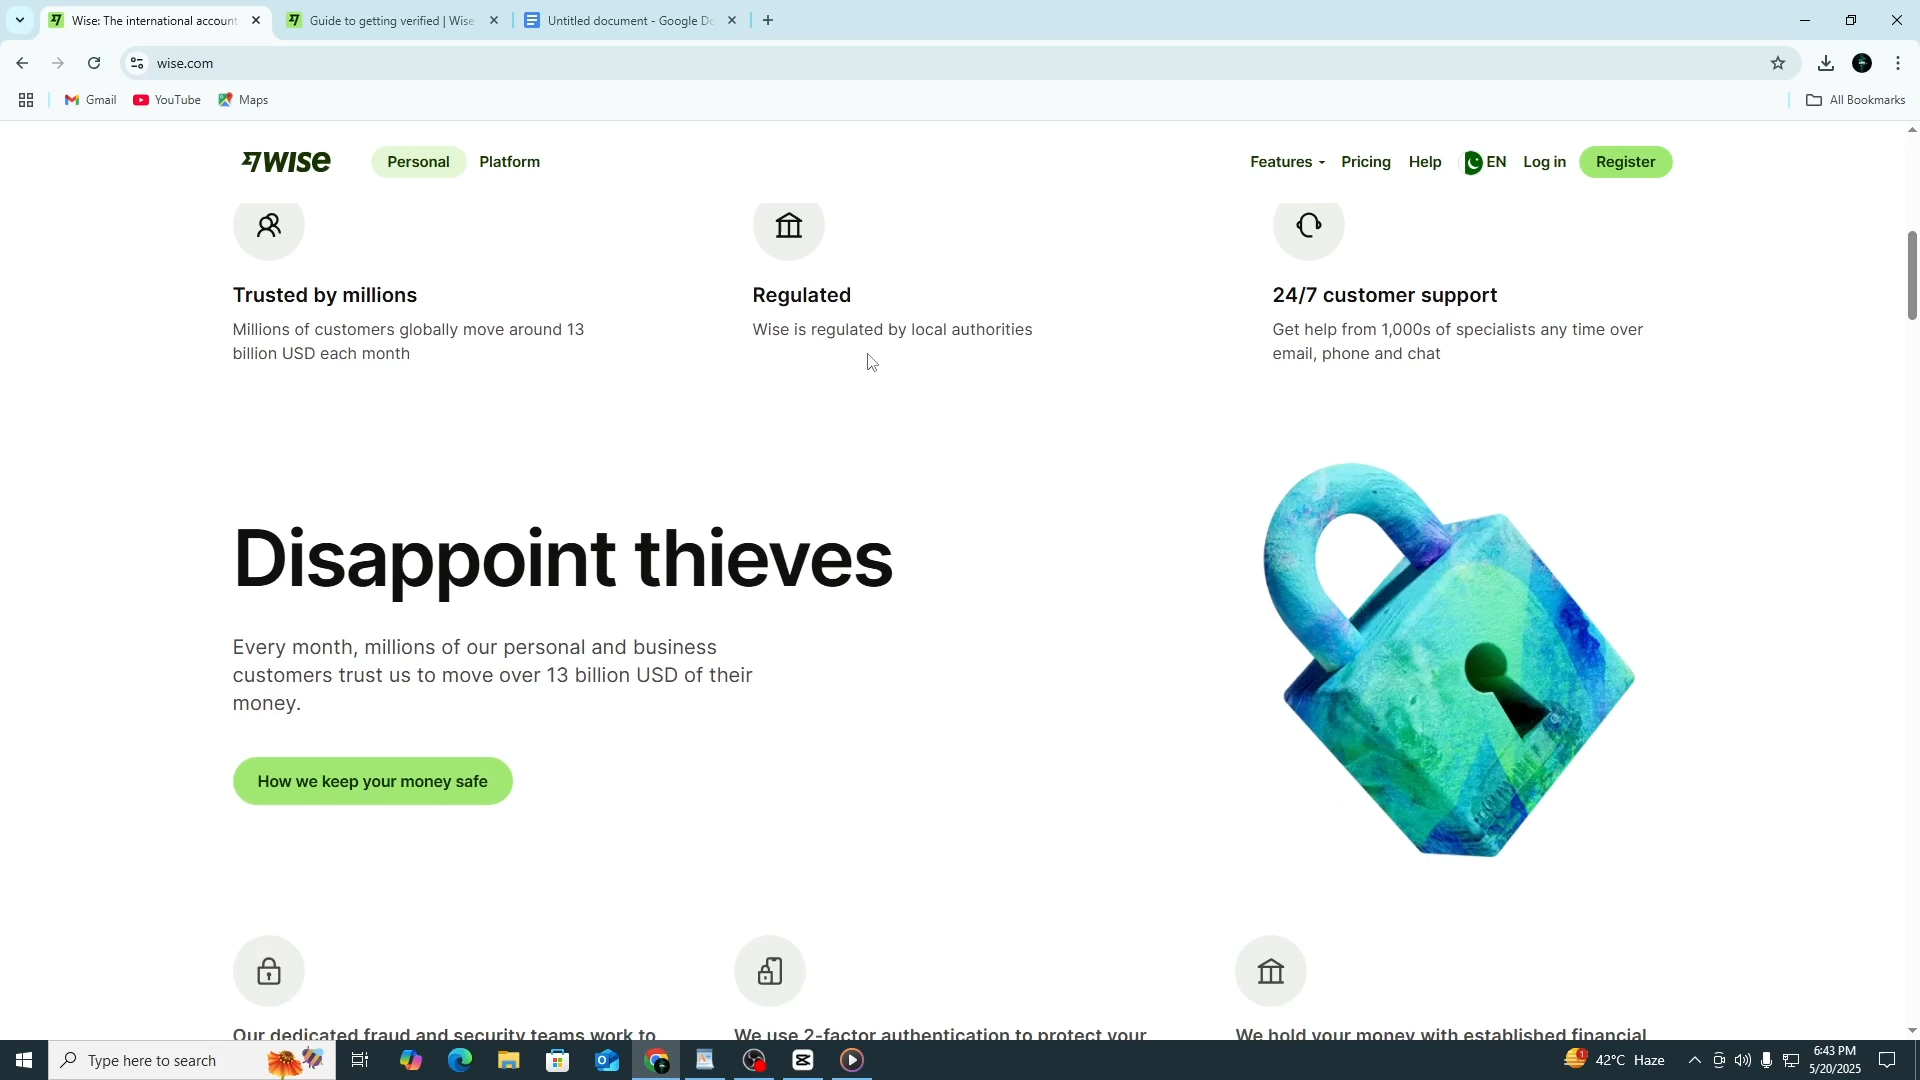 Wise: The international account
Guide to getting verified | Wise
Untitled document - Google Dc
wise.com
Gmail
YouTube
Maps
All Bookmarks
WISE
Personal
Platform
Features
Pricing
Help
EN
Log in
Register
Trusted by millions
Millions of customers globally move around 13
billion USD each month
Regulated
Wise is regulated by local authorities
24/7 customer support
Get help from 1,000s of specialists any time over
email, phone and chat
Disappoint thieves
Every month, millions of our personal and business
customers trust us to move over 13 billion USD of their
money.
How we keep your money safe
Our dedicated fraud and security teams work to
We use 2-factor authentication to protect your
We hold your money with established financial
Type here to search
42°C Haze
6:43 PM
5/20/2025